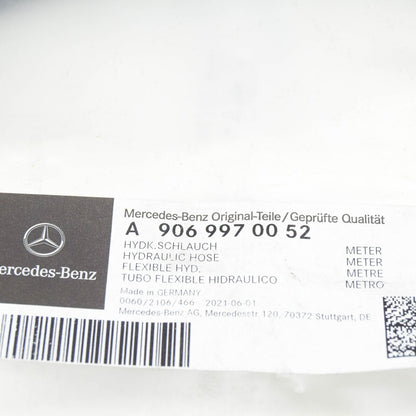 Mercedes-Benz Original-Teile/Geprüfte Qualität
A 906 997 00 52
HYDK.SCHLAUCH METER
HYDRAULIC HOSE METER
FLEXIBLE HYD. METRE
TUBO FLEXIBLE HIDRAULICO METRO
Made in GERMANY
0060/2106/466 2021-06-01
Mercedes-Benz AG, Mercedesstr.120, 70372 Stuttgart, DE
ercedes-Benz